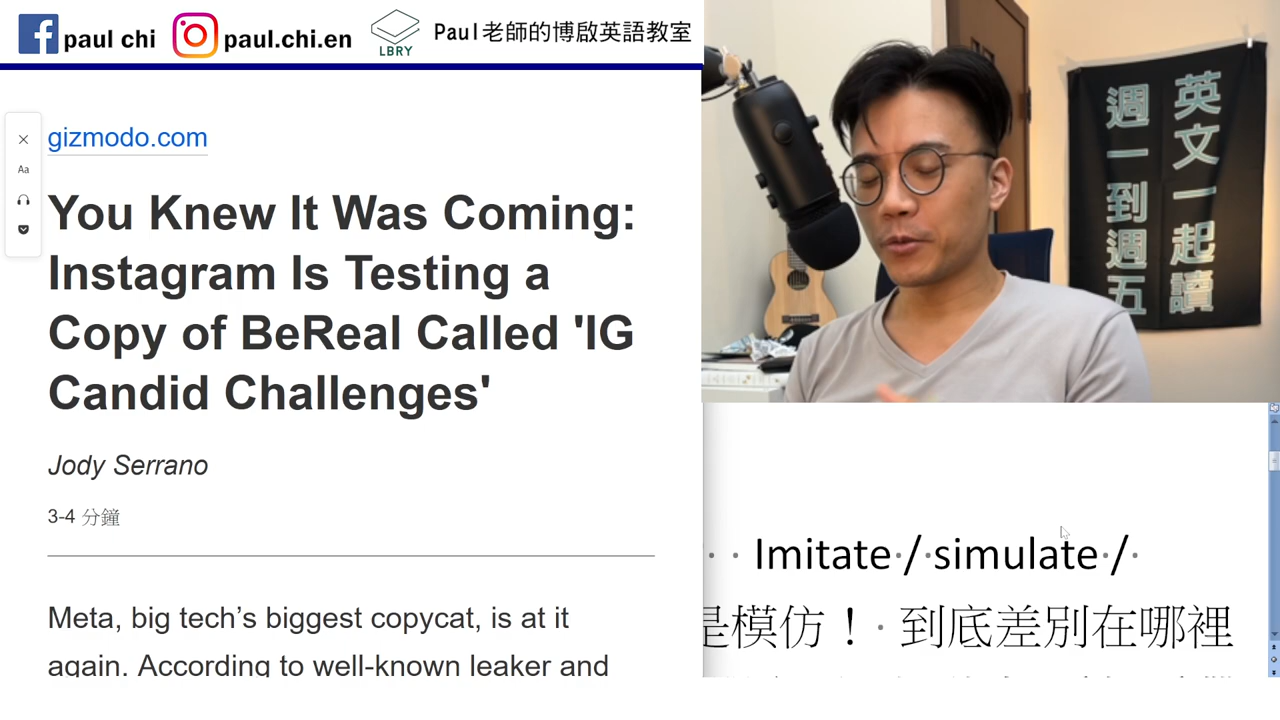 paul chi
paul.chi.en
LBRY
Paul老師的博啟英語教室
gizmodo.com
Aa
You Knew It Was Coming:
Instagram Is Testing a
Copy of BeReal Called 'IG
Candid Challenges'
Jody Serrano
3-4 分鐘
Meta, big tech’s biggest copycat, is at it
again. According to well-known leaker and
英文一起讀
週一到週五
Imitate / simulate /
是模仿！ 到底差別在哪裡